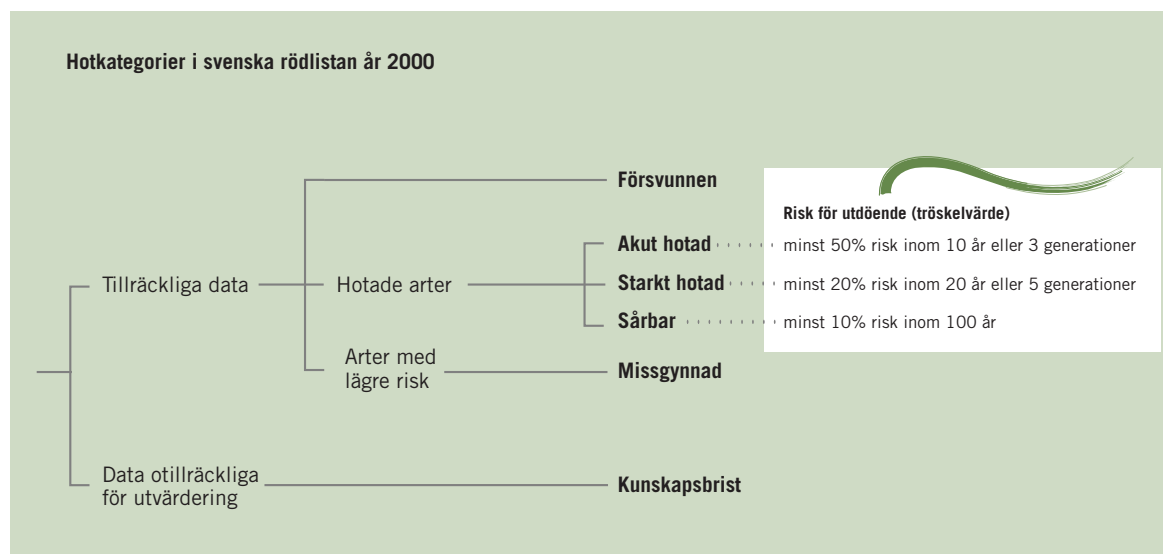 Hotkategorier i svenska rödlistan år 2000
Försvunnen
Risk för utdöende (tröskelvärde)
Akut hotad minst 50% risk inom 10 år eller 3 generationer
Tillräckliga data Hotade arter Starkt hotad minst 20% risk inom 20 år eller 5 generationer
Sårbar minst 10% risk inom 100 år
Arter med
lägre risk
Missgynnad
Data otillräckliga
för utvärdering
Kunskapsbrist